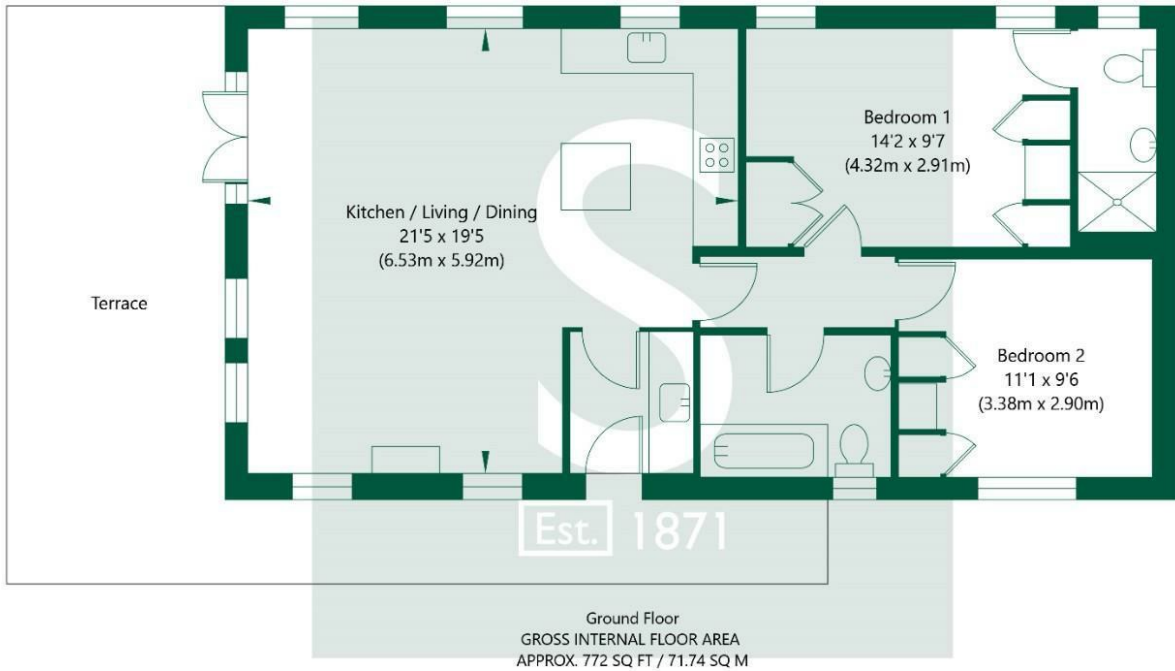 Bedroom 1
14'2 x 9'7
(4.32m x 2.91m)
Kitchen / Living / Dining
21'5 x 19'5
(6.53m x 5.92m)
Terrace
Bedroom 2
11'1 x 9'6
(3.38m x 2.90m)
S
Est. 1871
Ground Floor
GROSS INTERNAL FLOOR AREA
APPROX. 772 SQ FT / 71.74 SQ M